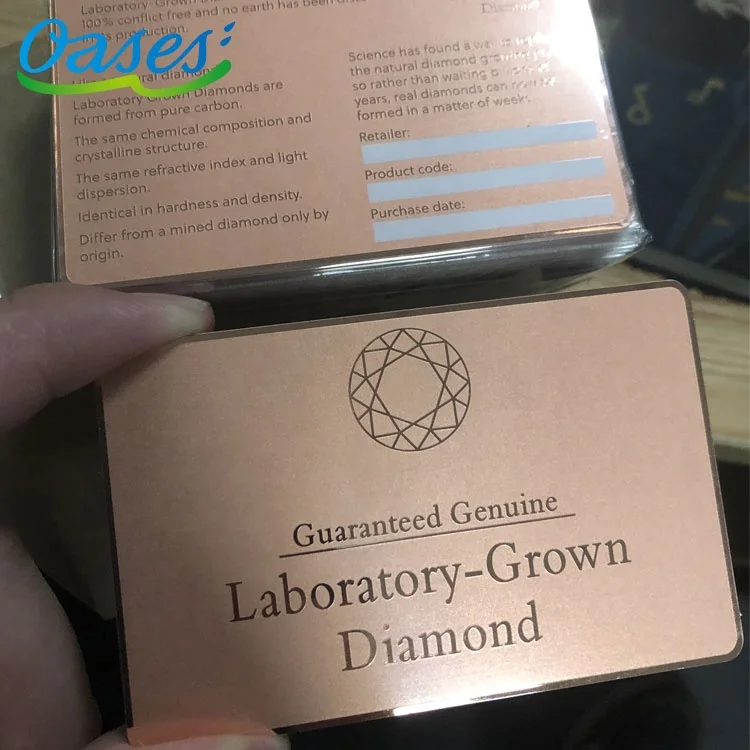 Laboratory-Grown
100% conflict free and no earth has been
production.
Oases
diamon
Laboratory Grown Diamonds are
formed from pure carbon.
The same chemical composition and
crystalline structure.
The same refractive index and light
dispersion.
Identical in hardness and density.
Differ from a mined diamond only by
origin.
Diamond
Science has found a
the natural diamond
so rather than waiting
years, real diamonds can
formed in a matter of weeks.
Retailer:
Product code:
Purchase date:
Guaranteed Genuine
Laboratory-Grown
Diamond